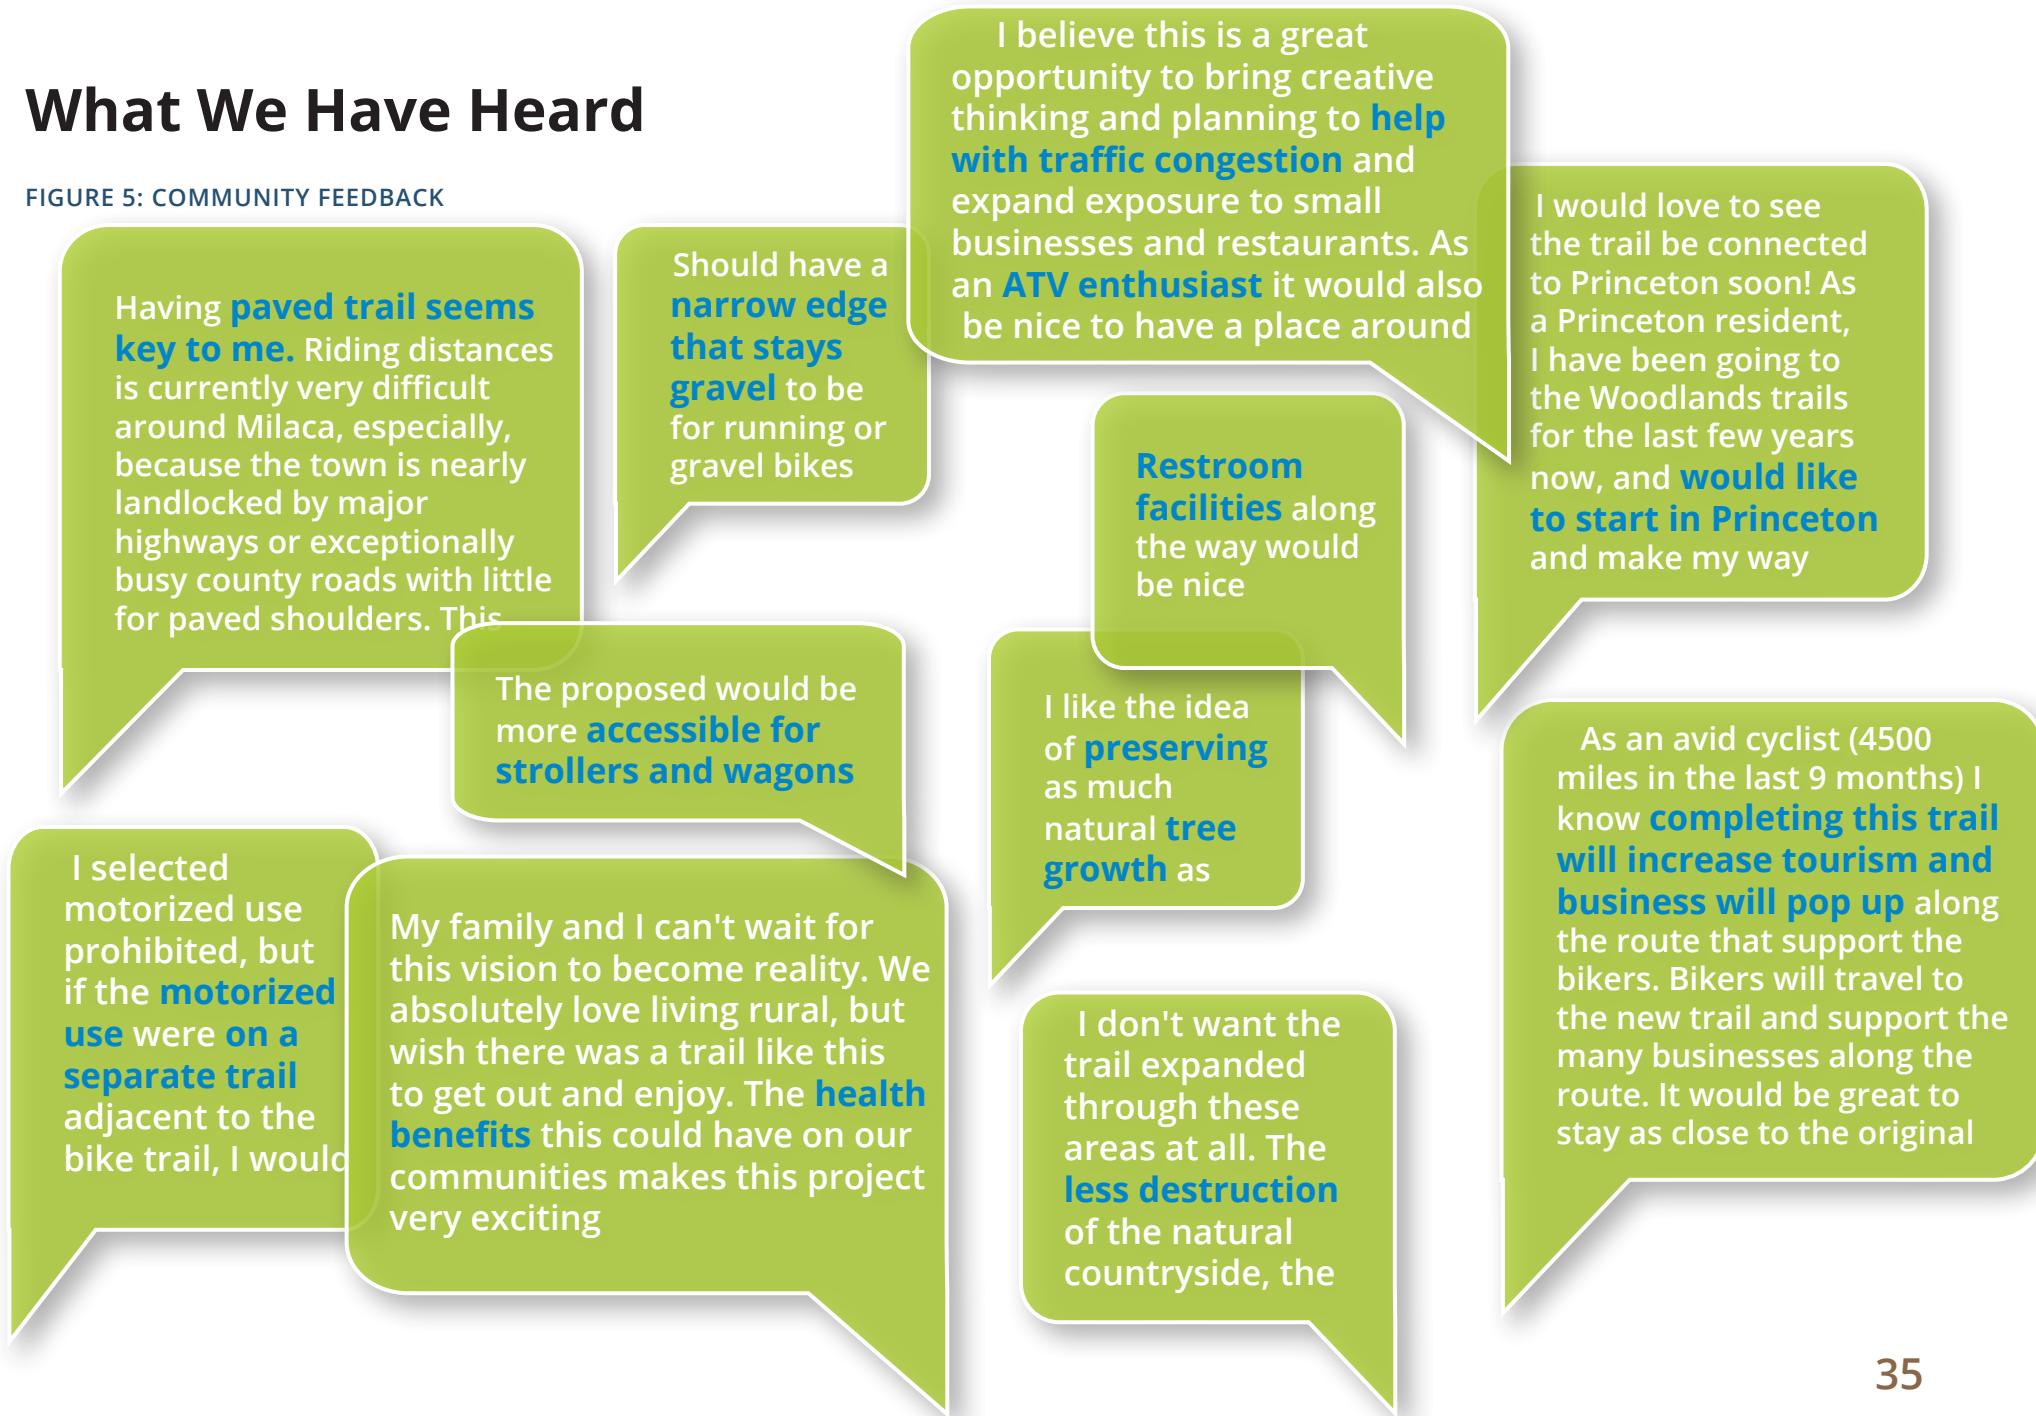 What We Have Heard
FIGURE 5: COMMUNITY FEEDBACK
Having paved trail seems
key to me. Riding distances
is currently very difficult
around Milaca, especially,
because the town is nearly
landlocked by major
highways or exceptionally
busy county roads with little
for paved shoulders. This
Should have a
narrow edge
that stays
gravel to be
for running or
gravel bikes
I believe this is a great
opportunity to bring creative
thinking and planning to help
with traffic congestion and
expand exposure to small
businesses and restaurants. As
an ATV enthusiast it would also
be nice to have a place around
I would love to see
the trail be connected
to Princeton soon! As
a Princeton resident,
I have been going to
the Woodlands trails
for the last few years
now, and would like
to start in Princeton
and make my way
Restroom
facilities along
the way would
be nice
The proposed would be
more accessible for
strollers and wagons
I like the idea
of preserving
as much
natural tree
growth as
As an avid cyclist (4500
miles in the last 9 months) I
know completing this trail
will increase tourism and
business will pop up along
the route that support the
bikers. Bikers will travel to
the new trail and support the
many businesses along the
route. It would be great to
stay as close to the original
I selected
motorized use
prohibited, but
if the motorized
use were on a
separate trail
adjacent to the
bike trail, I would
My family and I can't wait for
this vision to become reality. We
absolutely love living rural, but
wish there was a trail like this
to get out and enjoy. The health
benefits this could have on our
communities makes this project
very exciting
I don't want the
trail expanded
through these
areas at all. The
less destruction
of the natural
countryside, the
35